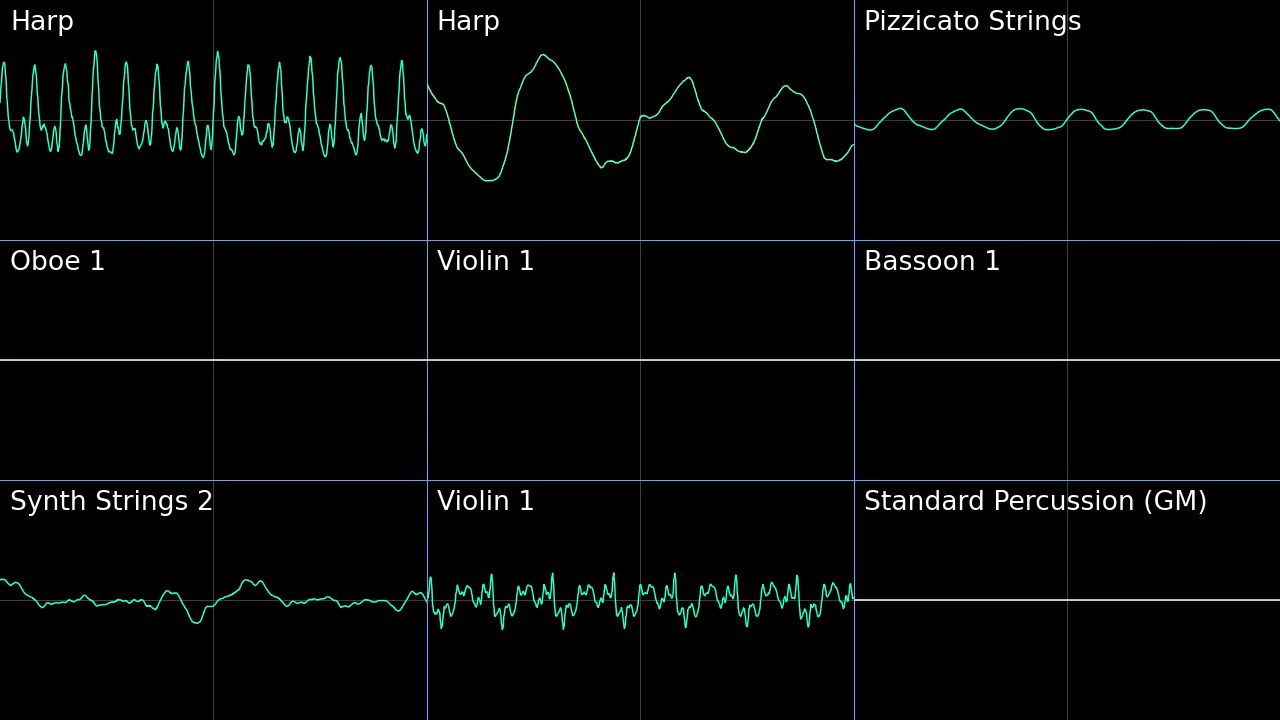 Harp
Harp
Pizzicato Strings
Oboe 1
Violin 1
Bassoon 1
Synth Strings 2
Violin 1
Standard Percussion (GM)